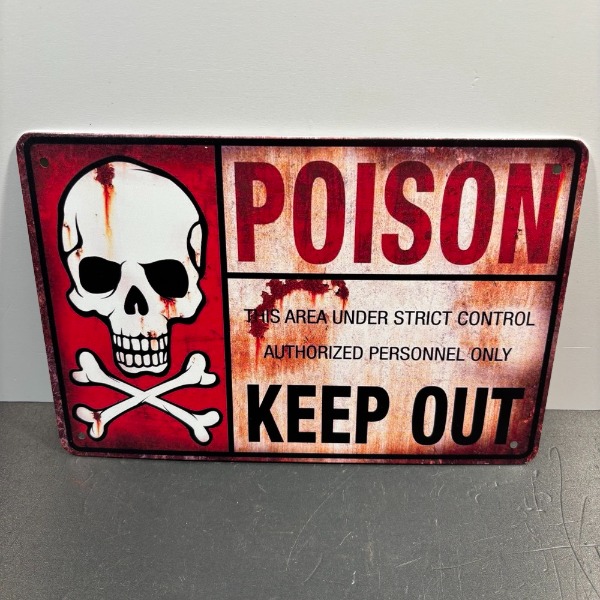 POISON
THIS AREA UNDER STRICT CONTROL
AUTHORIZED PERSONNEL ONLY
KEEP OUT